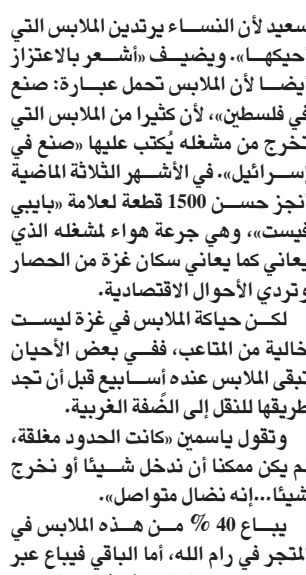 سعيد لأن النساء يرتدين الملابس التي
أحيكها». ويضيف «أشعر بالاعتزاز
أيضا لأن الملابس تحمل عبارة: صنع
في فلسطين»، لأن كثيرا من الملابس التي
تخرج من مشغله يُكتب عليها «صنع في
إسرائيل». في الأشهر الثلاثة الماضية
أنجز حسن 1500 قطعة لعلامة «بايبي
فيست»، وهي جرعة هواء لمشغله الذي
يعاني كما يعاني سكان غزة من الحصار
وتردي الأحوال الاقتصادية.
لكن حياكة الملابس في غزة ليست
خالية من المتاعب، ففي بعض الأحيان
تبقى الملابس عنده أسابيع قبل أن تجد
طريقها للنقل إلى الضفة الغربية.
وتقول ياسمين «كانت الحدود مغلقة،
لم يكن ممكنا أن ندخل شيئا أو نخرج
شيئا...إنه نضال متواصل».
يباع 40 % من هذه الملابس في
المتجر في رام الله، أما الباقي فيباع عبر